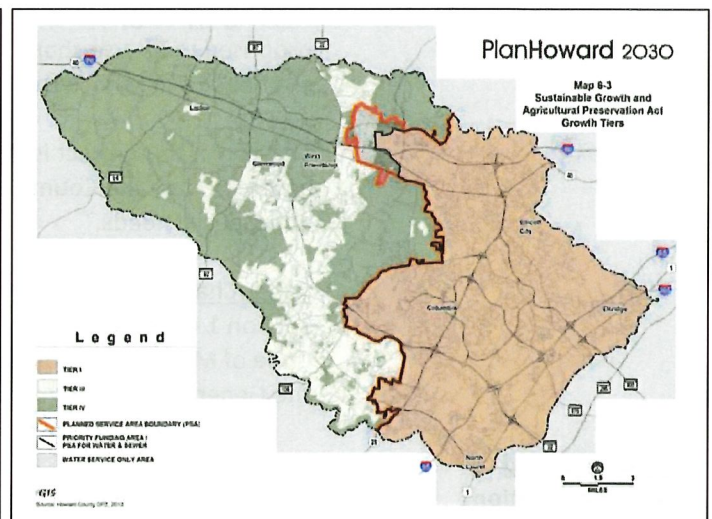 PlanHoward 2030
Map 6-3
Sustainable Growth and
Agricultural Preservation Act
Growth Tiers
Lisbon
Glenwood
West
Friendship
Ellicott
City
Columbia
Elkridge
North
Laurel
Legend
TIER I
TIER III
TIER IV
PLANNED SERVICE AREA BOUNDARY (PSA)
PRIORITY FUNDING AREA /
PSA FOR WATER & SEWER
WATER SERVICE ONLY AREA
MILES
Source: Howard County DPZ, 2012